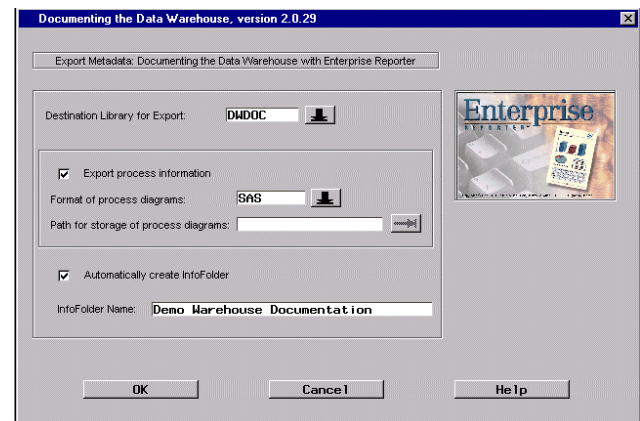 Documenting the Data Warehouse, version 2.0.29
Export Metadata: Documenting the Data Warehouse with Enterprise Reporter
Destination Library for Export: DWDOC
Export process information
Format of process diagrams: SAS
Path for storage of process diagrams:
Automatically create InfoFolder
InfoFolder Name: Demo Warehouse Documentation
Enterprise
REPORTER
OK Cancel Help